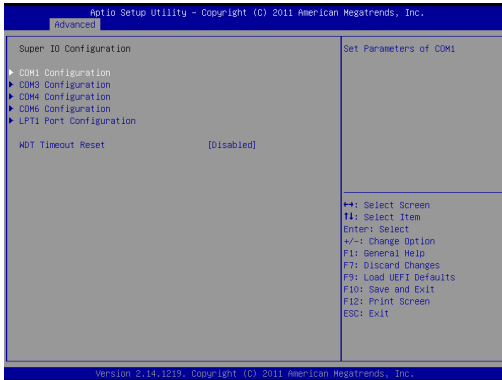 Aptio Setup Utility – Copyright (C) 2011 American Megatrends, Inc.
Advanced
Super IO Configuration
COM1 Configuration
COM3 Configuration
COM4 Configuration
COM6 Configuration
LPT1 Port Configuration
WDT Timeout Reset [Disabled]
Set Parameters of COM1
↔: Select Screen
↑↓: Select Item
Enter: Select
+/-: Change Option
F1: General Help
F7: Discard Changes
F9: Load UEFI Defaults
F10: Save and Exit
F12: Print Screen
ESC: Exit
Version 2.14.1219. Copyright (C) 2011 American Megatrends, Inc.